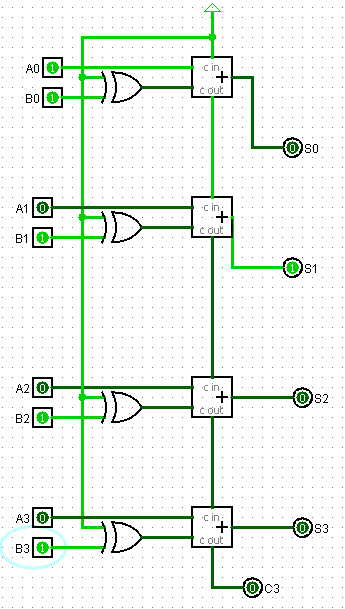 c in
A0 1
+
B0 1
c out
0 S0
c in
A1 0
+
B1 1
c out
1 S1
c in
A2 0
+
0 S2
B2 1
c out
c in
A3 0
+
0 S3
B3 1
c out
0 C3